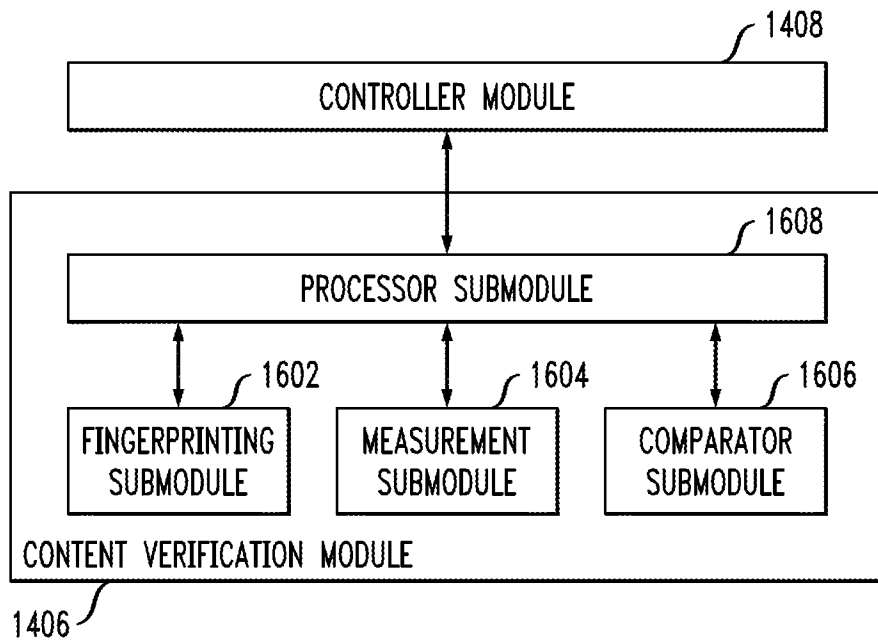 1408
CONTROLLER MODULE
1608
PROCESSOR SUBMODULE
1602
1604
1606
FINGERPRINTING
SUBMODULE
MEASUREMENT
SUBMODULE
COMPARATOR
SUBMODULE
CONTENT VERIFICATION MODULE
1406